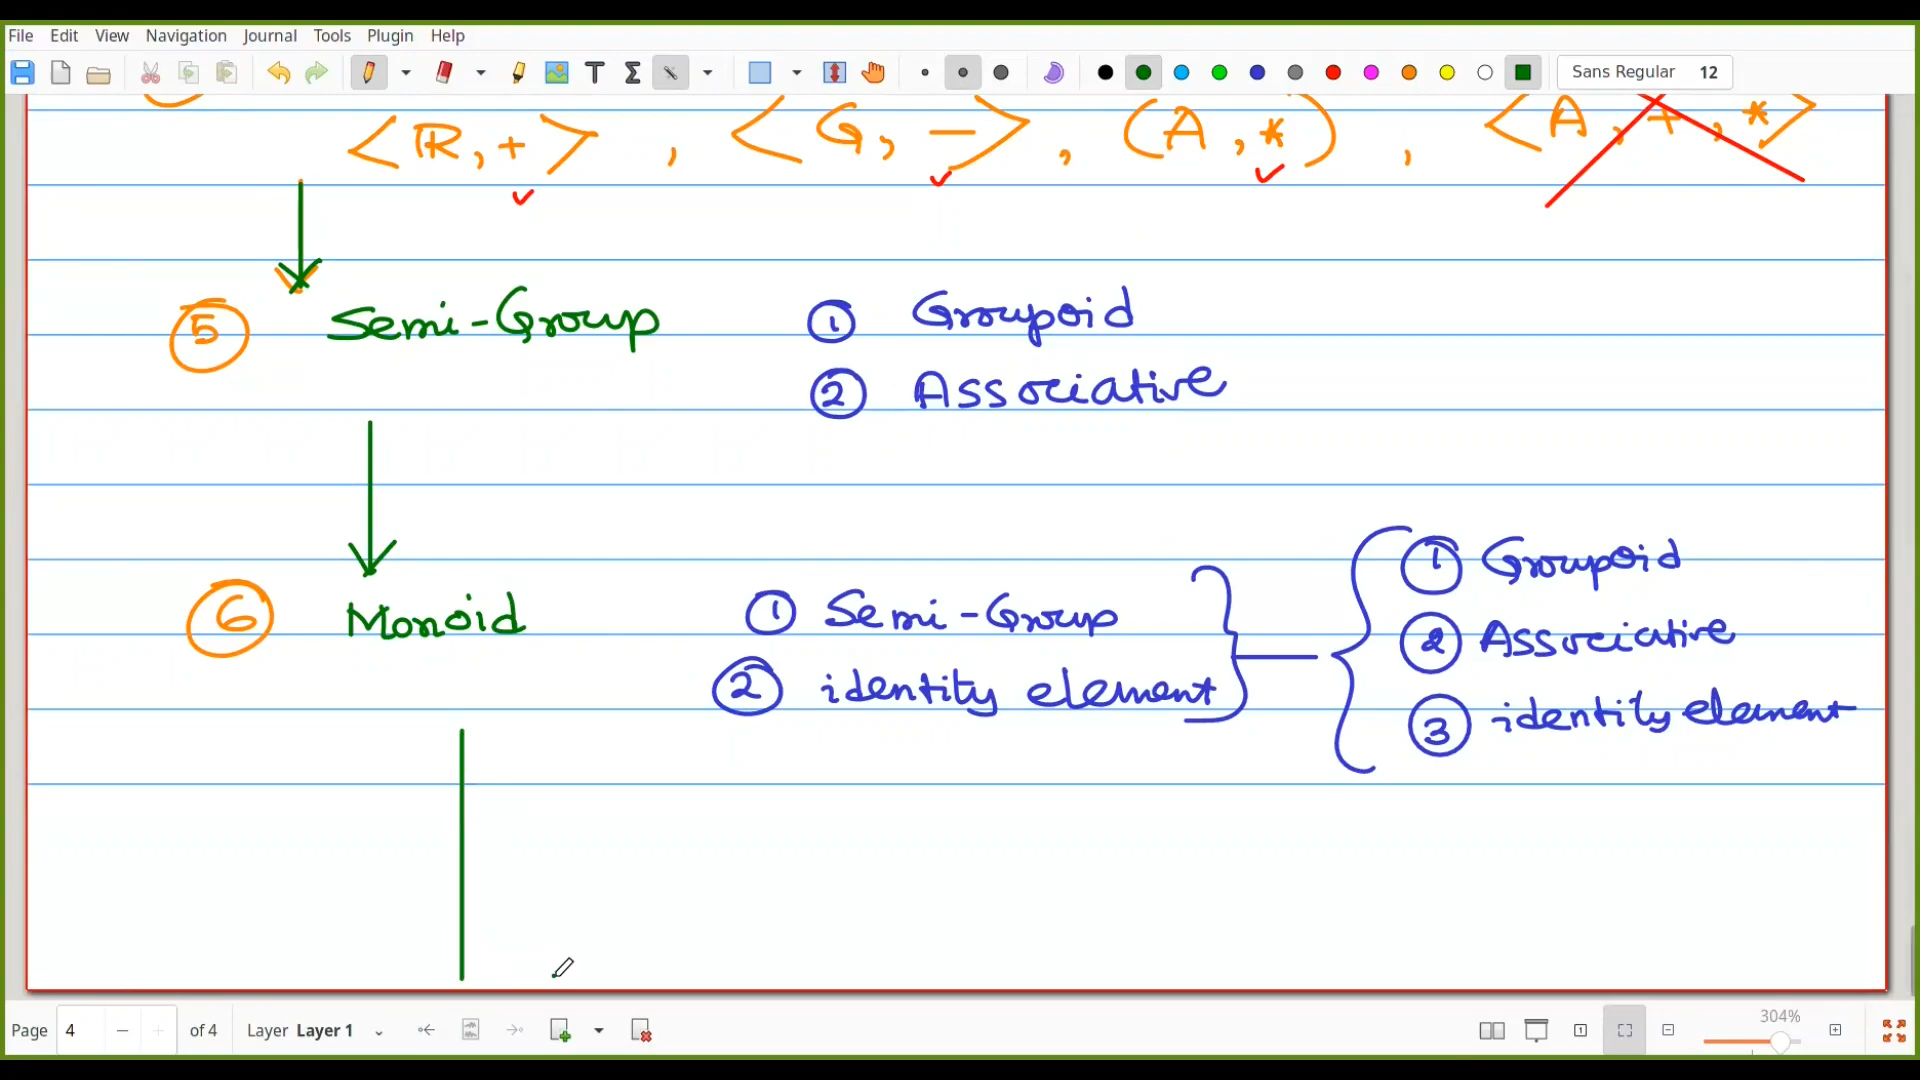 File Edit View Navigation Journal Tools Plugin Help
Sans Regular 12
<R, +> , <G, -> , (A, *) , <A, +, *>
5 Semi-Group
1 Groupoid
2 Associative
6 Monoid
1 Semi-Group
2 identity element
1 Groupoid
2 Associative
3 identity element
Page 4 of 4 Layer Layer 1
304%